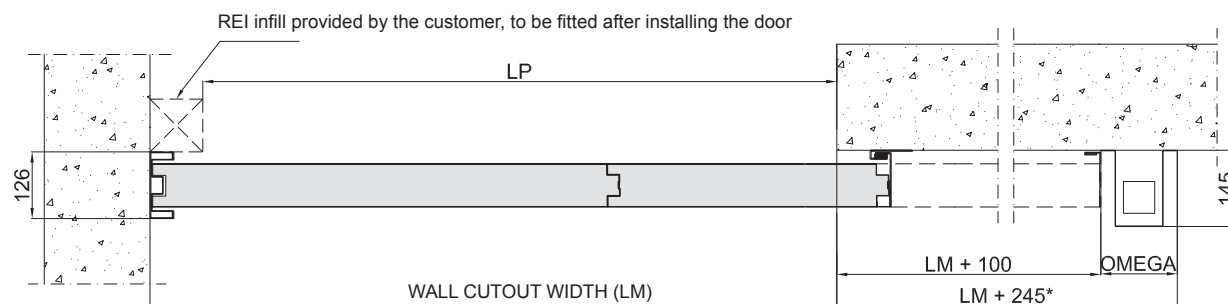 REI infill provided by the customer, to be fitted after installing the door
LP
126
145
LM + 100
OMEGA
WALL CUTOUT WIDTH (LM)
LM + 245*